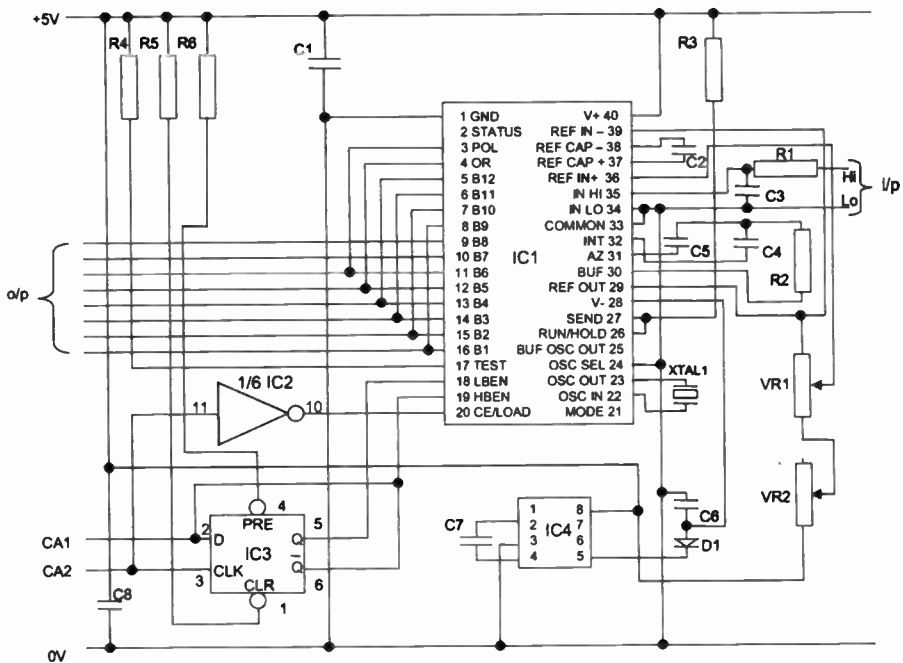 +5V
R4 R5 R6
C1
R3
1 GND V+ 40
2 STATUS REF IN – 39
3 POL REF CAP – 38
4 OR REF CAP + 37
5 B12 REF IN+ 36
6 B11 IN HI 35
7 B10 IN LO 34
8 B9 COMMON 33
9 B8 INT 32
10 B7 AZ 31
11 B6 BUF 30
12 B5 REF OUT 29
13 B4 V- 28
14 B3 SEND 27
15 B2 RUN/HOLD 26
16 B1 BUF OSC OUT 25
17 TEST OSC SEL 24
18 LBEN OSC OUT 23
19 HBEN OSC IN 22
20 CE/LOAD MODE 21
IC1
C2
R1
Hi
Lo
I/p
C3
C5
C4
R2
o/p
XTAL1
VR1
1/6 IC2
11
10
VR2
4
PRE
2
D
5
Q
IC3
3
CLK
Q
6
CLR
1
CA1
CA2
C8
C7
1 8
2 7
3 6
4 5
IC4
C6
D1
0V